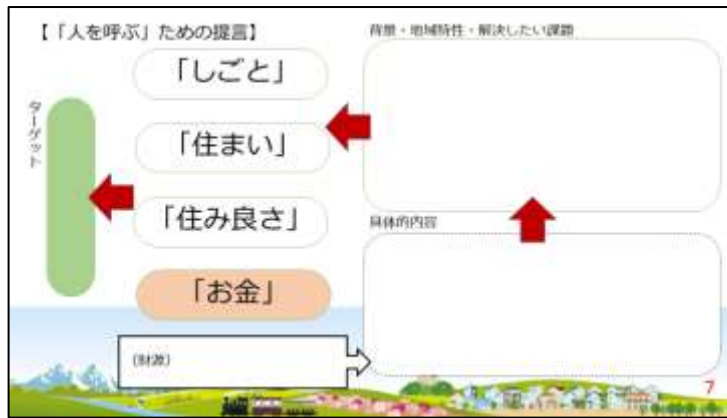 【「人を呼ぶ」ための提言】
背景・地域特性・解決したい課題
「しごと」
ターゲット
「住まい」
「住み良さ」
具体的内容
「お金」
(財源)
7